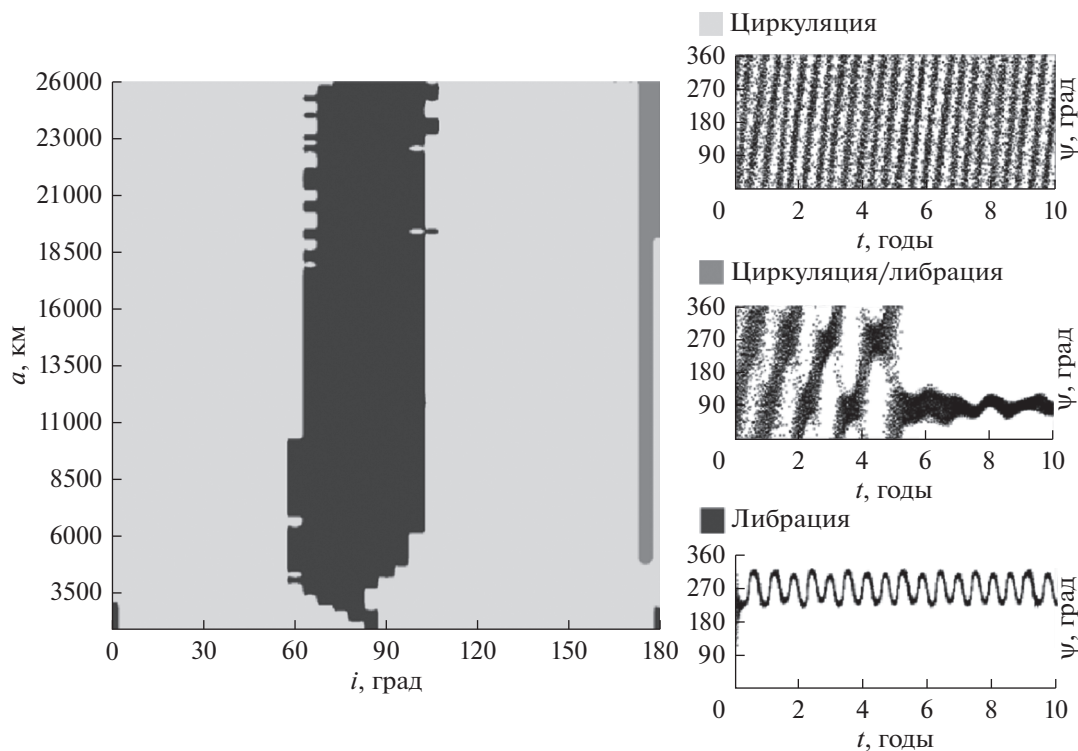 Циркуляция
26000
23000
21000
18500
16000
13500
11000
8500
6000
3500
a, км
0 30 60 90 120 150 180
i, град
360
270
180
90
0 2 4 6 8 10
t, годы
ψ, град
Циркуляция/либрация
360
270
180
90
0 2 4 6 8 10
t, годы
ψ, град
Либрация
360
270
180
90
0 2 4 6 8 10
t, годы
ψ, град